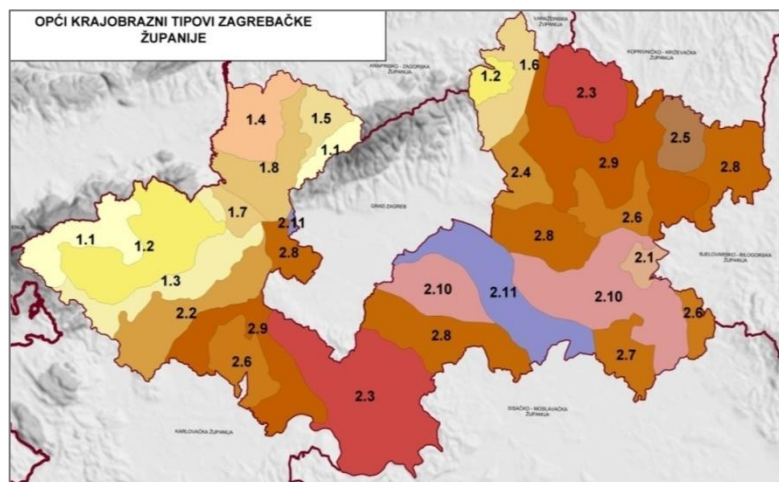 OPĆI KRAJOBRAZNI TIPOVI ZAGREBAČKE
ŽUPANIJE
VARAŽDINSKA
ŽUPANIJA
KRAPINSKO - ZAGORSKA
ŽUPANIJA
KOPRIVNIČKO - KRIŽEVAČKA
ŽUPANIJA
1.6
1.2
2.3
1.4
1.5
1.1
2.5
2.8
1.8
2.4
2.9
1.7
GRAD ZAGREB
2.11
2.6
1.1
1.2
2.8
2.8
2.1
BJELOVARSKO - BILOGORSKA
ŽUPANIJA
1.3
2.10
2.11
2.10
2.2
2.9
2.8
2.6
2.6
2.7
2.3
SISAČKO - MOSLAVAČKA
ŽUPANIJA
KARLOVAČKA ŽUPANIJA